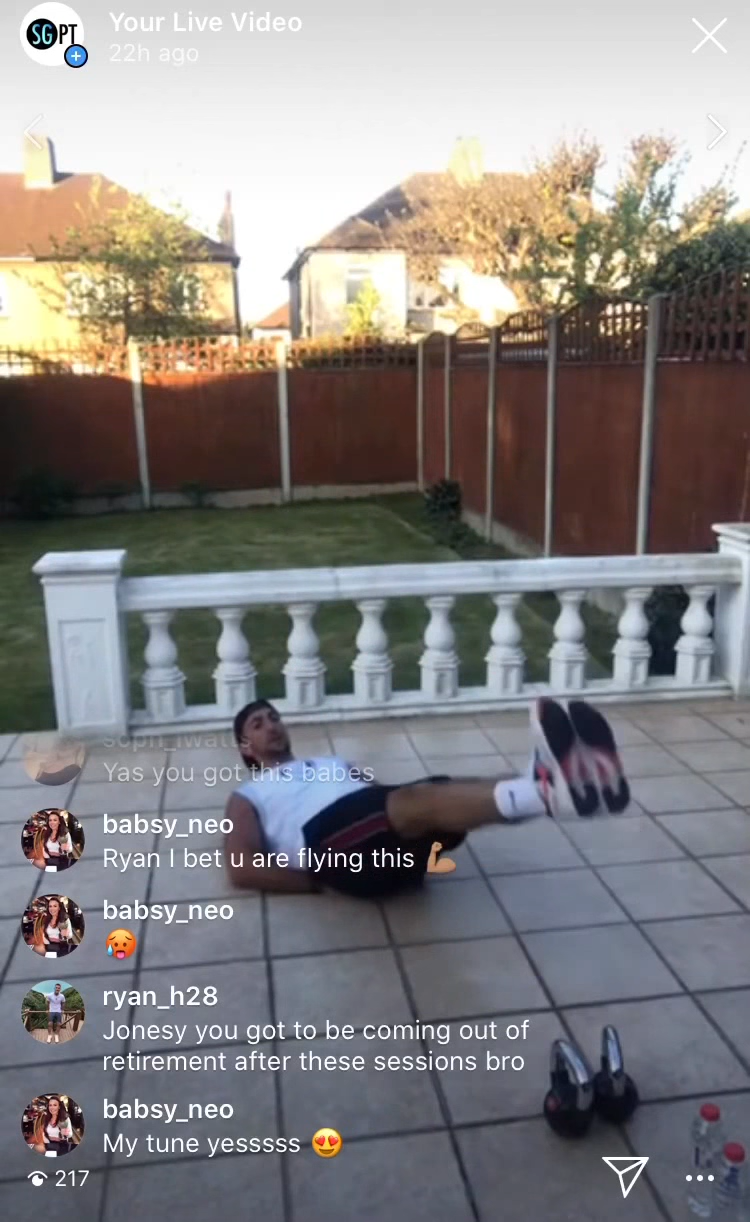 SGPT
Your Live Video
22h ago
soph_iwatts
Yas you got this babes
babsy_neo
Ryan I bet u are flying this 💪
babsy_neo
🥵
ryan_h28
Jonesy you got to be coming out of
retirement after these sessions bro
babsy_neo
My tune yesssss 😍
217